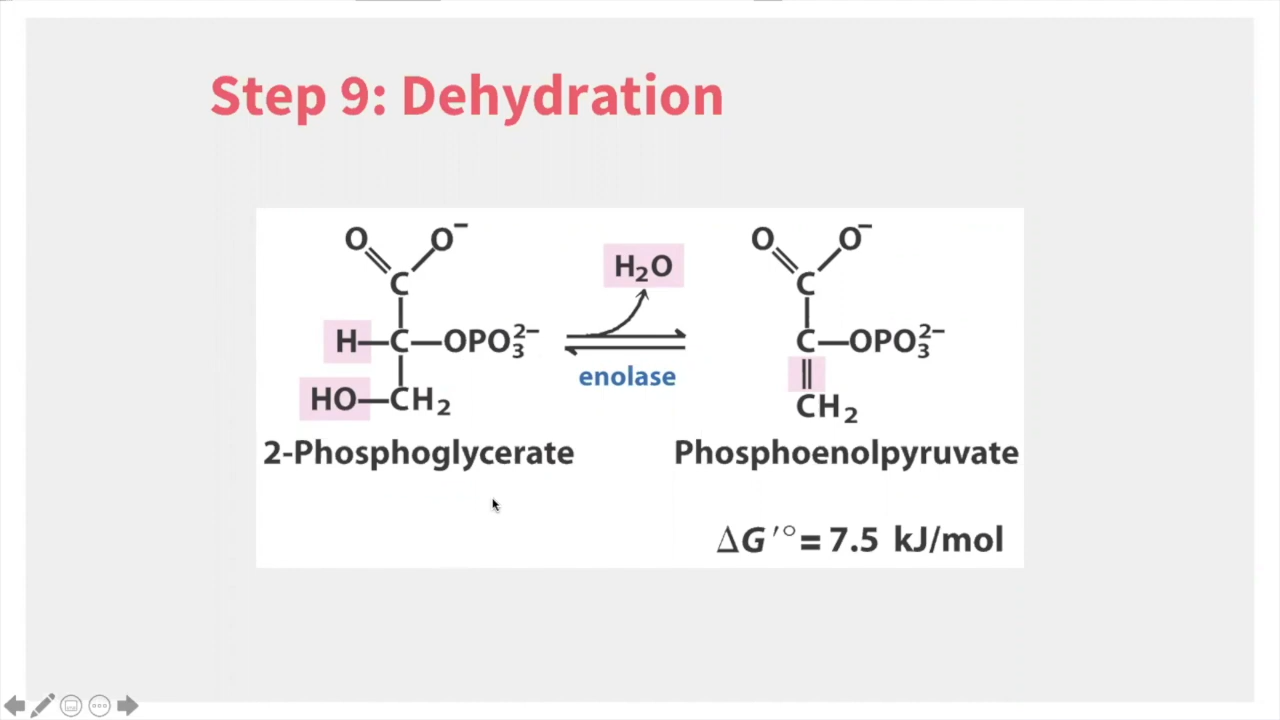 Step 9: Dehydration
O O⁻ O O⁻
H₂O
C C
H—C—OPO₃²⁻ C—OPO₃²⁻
enolase
HO—CH₂ CH₂
2-Phosphoglycerate Phosphoenolpyruvate
ΔG′° = 7.5 kJ/mol